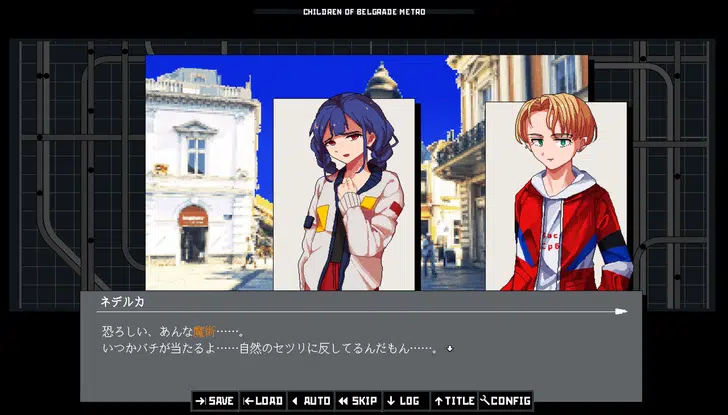 CHILDREN OF BELGRADE METRO
ネデルカ
恐ろしい、あんな魔術……。
いつかバチが当たるよ……自然のセツリに反してるんだもん……。
SAVE LOAD AUTO SKIP LOG TITLE CONFIG